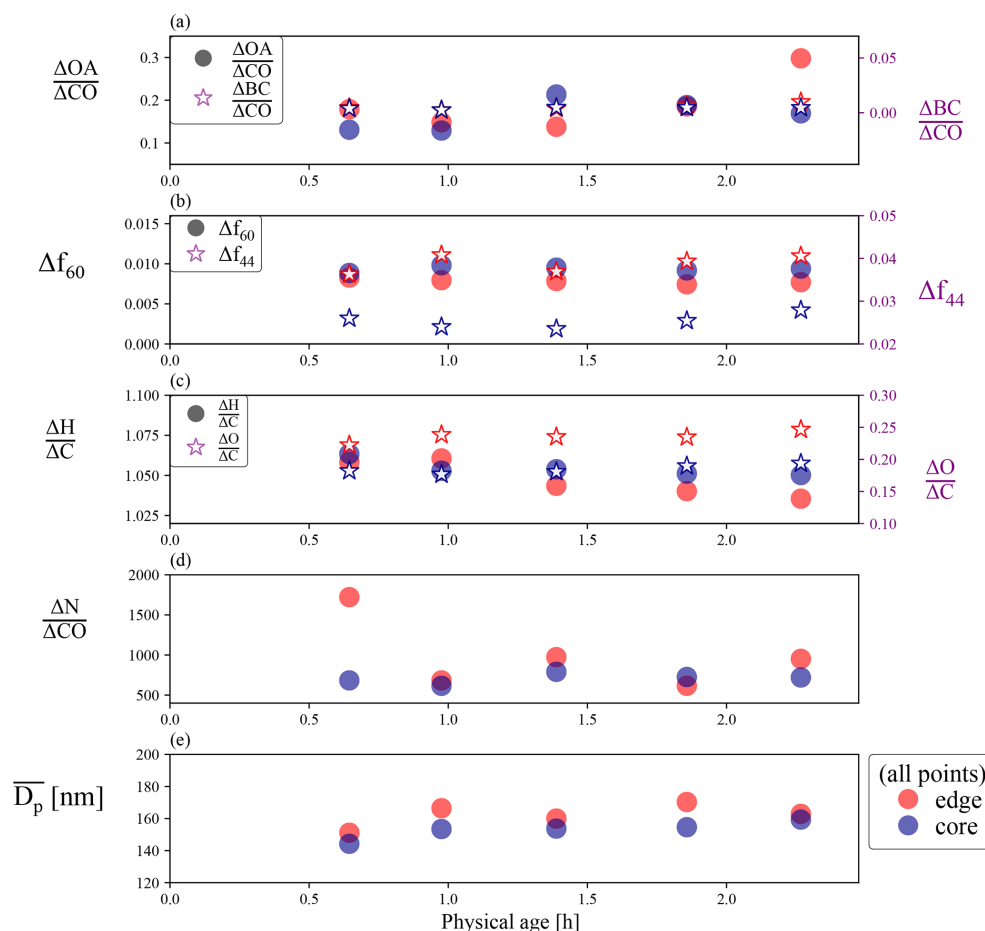 (a)
ΔOA
ΔCO
0.3
0.2
0.1
ΔOA
ΔCO
ΔBC
ΔCO
0.05
0.00
ΔBC
ΔCO
0.0 0.5 1.0 1.5 2.0
(b)
Δf60
0.015
0.010
0.005
0.000
Δf60
Δf44
0.05
0.04
0.03
0.02
Δf44
0.0 0.5 1.0 1.5 2.0
(c)
ΔH
ΔC
1.100
1.075
1.050
1.025
ΔH
ΔC
ΔO
ΔC
0.30
0.25
0.20
0.15
0.10
ΔO
ΔC
0.0 0.5 1.0 1.5 2.0
(d)
ΔN
ΔCO
2000
1500
1000
500
0.0 0.5 1.0 1.5 2.0
(e)
Dp [nm]
200
180
160
140
120
0.0 0.5 1.0 1.5 2.0
Physical age [h]
(all points)
edge
core